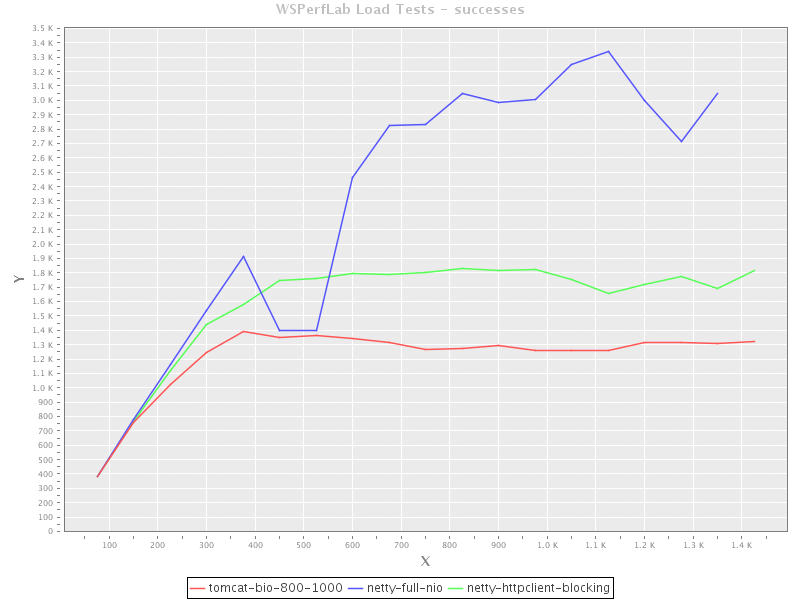 WSPerfLab Load Tests - successes
3.5 K
3.4 K
3.3 K
3.2 K
3.1 K
3.0 K
2.9 K
2.8 K
2.7 K
2.6 K
2.5 K
2.4 K
2.3 K
2.2 K
2.1 K
2.0 K
1.9 K
1.8 K
1.7 K
1.6 K
1.5 K
1.4 K
1.3 K
1.2 K
1.1 K
1.0 K
900
800
700
600
500
400
300
200
100
0
Y
100 200 300 400 500 600 700 800 900 1.0 K 1.1 K 1.2 K 1.3 K 1.4 K
X
tomcat-bio-800-1000 netty-full-nio netty-httpclient-blocking